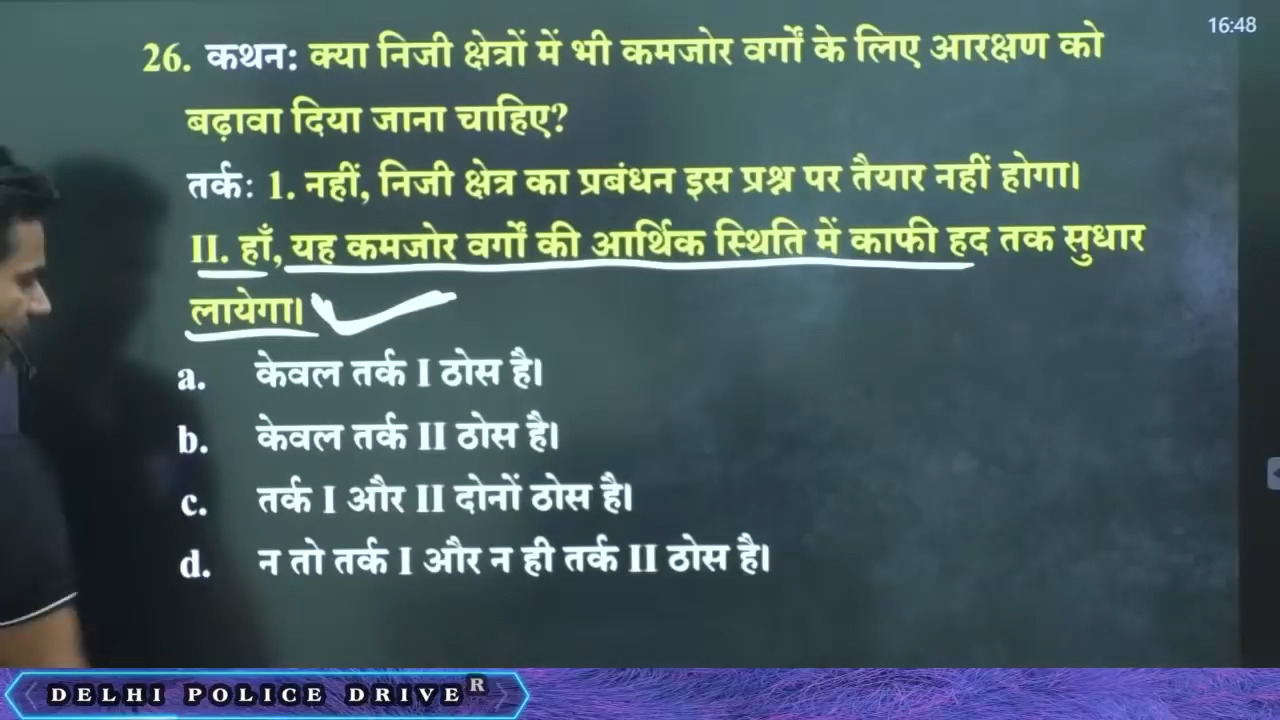 16:48
26. कथन: क्या निजी क्षेत्रों में भी कमजोर वर्गों के लिए आरक्षण को
बढ़ावा दिया जाना चाहिए?
तर्क: 1. नहीं, निजी क्षेत्र का प्रबंधन इस प्रश्न पर तैयार नहीं होगा।
II. हाँ, यह कमजोर वर्गों की आर्थिक स्थिति में काफी हद तक सुधार
लायेगा।
a. केवल तर्क I ठोस है।
b. केवल तर्क II ठोस है।
c. तर्क I और II दोनों ठोस है।
d. न तो तर्क I और न ही तर्क II ठोस है।
DELHI POLICE DRIVE R